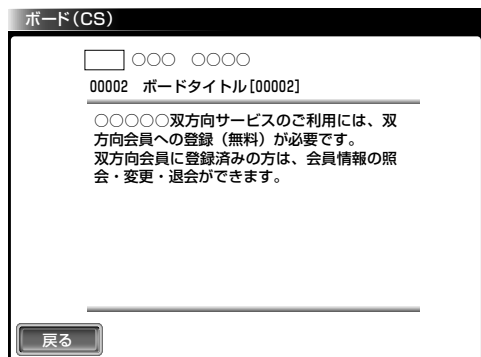 ボード(CS)
○○○ ○○○○
00002 ボードタイトル[00002]
○○○○○双方向サービスのご利用には、双
方向会員への登録(無料)が必要です。
双方向会員に登録済みの方は、会員情報の照
会・変更・退会ができます。
戻る